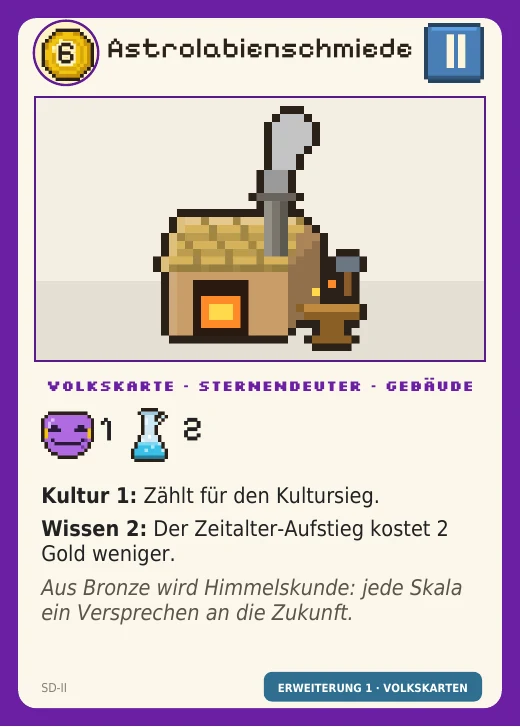 6 Astrolabienschmiede II
VOLKSKARTE - STERNENDEUTER - GEBÄUDE
1 2
Kultur 1: Zählt für den Kultursieg.
Wissen 2: Der Zeitalter-Aufstieg kostet 2
Gold weniger.
Aus Bronze wird Himmelskunde: jede Skala
ein Versprechen an die Zukunft.
SD-II ERWEITERUNG 1 · VOLKSKARTEN